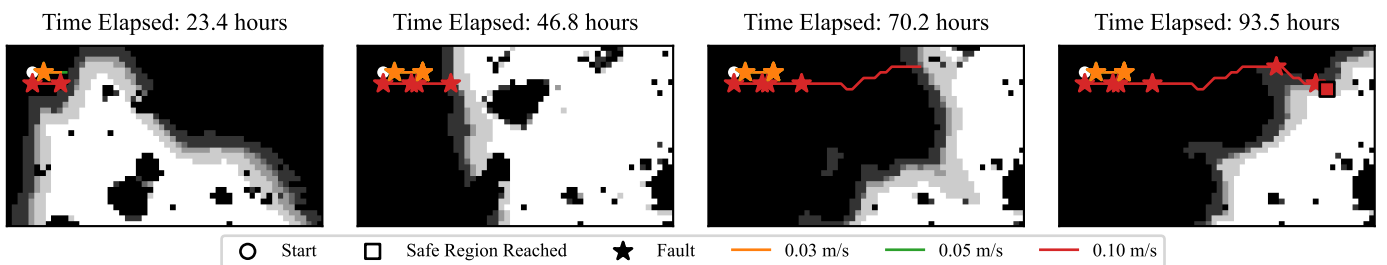 Time Elapsed: 23.4 hours
Time Elapsed: 46.8 hours
Time Elapsed: 70.2 hours
Time Elapsed: 93.5 hours
Start
Safe Region Reached
Fault
0.03 m/s
0.05 m/s
0.10 m/s